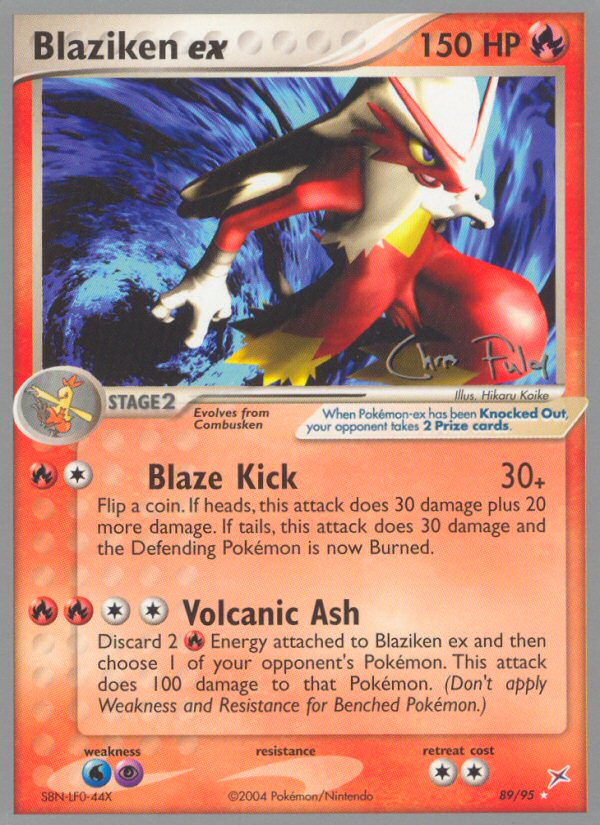 Blaziken ex
150 HP
Chris Fulop
Illus. Hikaru Koike
STAGE2
Evolves from
Combusken
When Pokémon-ex has been Knocked Out,
your opponent takes 2 Prize cards.
Blaze Kick 30+
Flip a coin. If heads, this attack does 30 damage plus 20
more damage. If tails, this attack does 30 damage and
the Defending Pokémon is now Burned.
Volcanic Ash
Discard 2 Energy attached to Blaziken ex and then
choose 1 of your opponent's Pokémon. This attack
does 100 damage to that Pokémon. (Don't apply
Weakness and Resistance for Benched Pokémon.)
weakness resistance retreat cost
SBN-LF0-44X ©2004 Pokémon/Nintendo 89/95